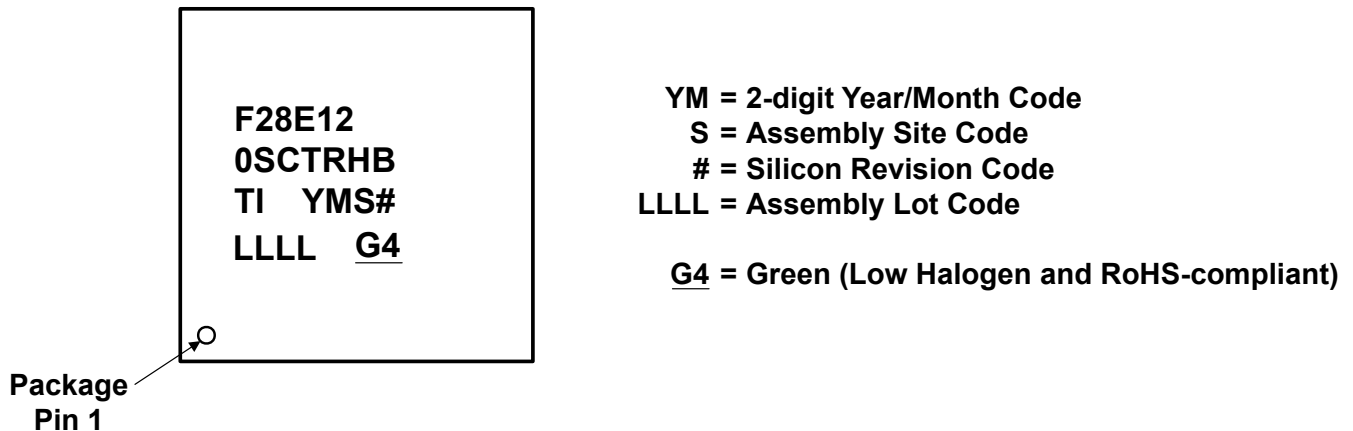 F28E12
0SCTRHB
TI YMS#
LLLL G4
Package
Pin 1
YM = 2-digit Year/Month Code
S = Assembly Site Code
# = Silicon Revision Code
LLLL = Assembly Lot Code
G4 = Green (Low Halogen and RoHS-compliant)